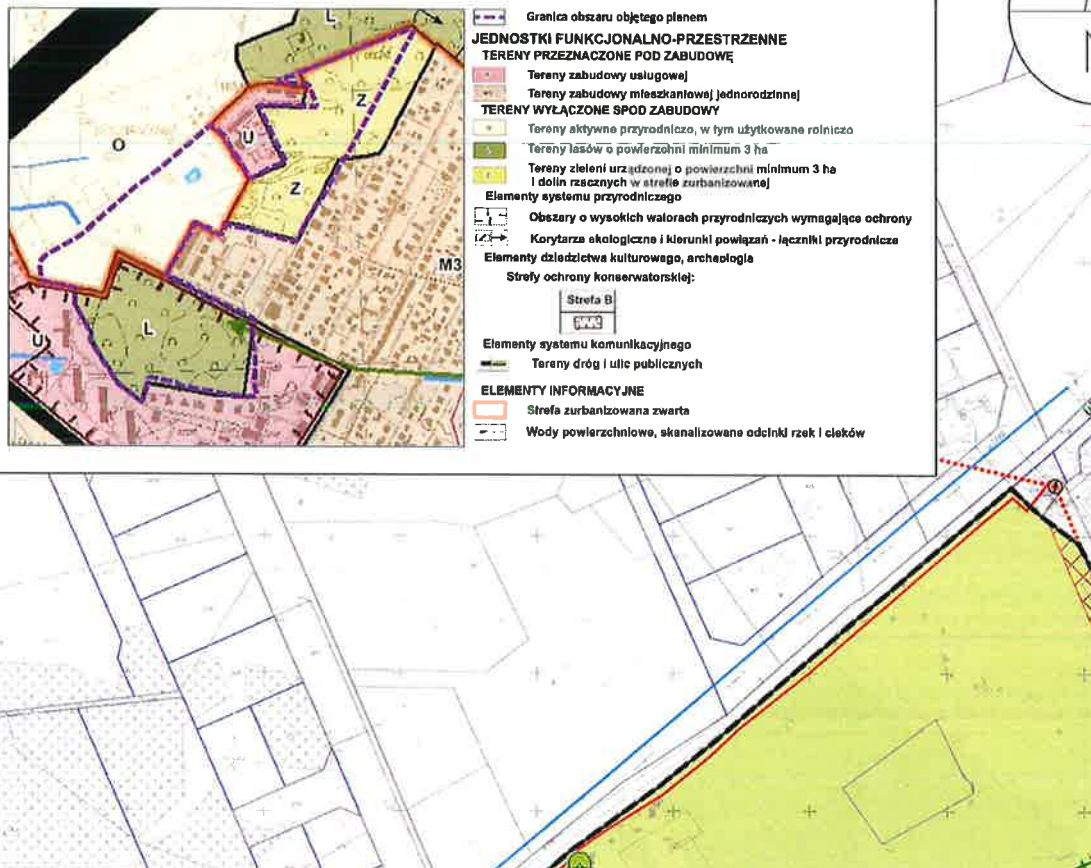 L
Z
O
U
Z
M3
L
U
Granica obszaru objętego planem
JEDNOSTKI FUNKCJONALNO-PRZESTRZENNE
TERENY PRZEZNACZONE POD ZABUDOWĘ
Tereny zabudowy usługowej
Tereny zabudowy mieszkaniowej jednorodzinnej
TERENY WYŁĄCZONE SPOD ZABUDOWY
Tereny aktywne przyrodniczo, w tym użytkowane rolniczo
Tereny lasów o powierzchni minimum 3 ha
Tereny zieleni urządzonej o powierzchni minimum 3 ha
i dolin rzecznych w strefie zurbanizowanej
Elementy systemu przyrodniczego
Obszary o wysokich walorach przyrodniczych wymagające ochrony
Korytarze ekologiczne i kierunki powiązań - łączniki przyrodnicze
Elementy dziedzictwa kulturowego, archeologia
Strefy ochrony konserwatorskiej:
Strefa B
Elementy systemu komunikacyjnego
Tereny dróg i ulic publicznych
ELEMENTY INFORMACYJNE
Strefa zurbanizowana zwarta
Wody powierzchniowe, skanalizowane odcinki rzek i cieków